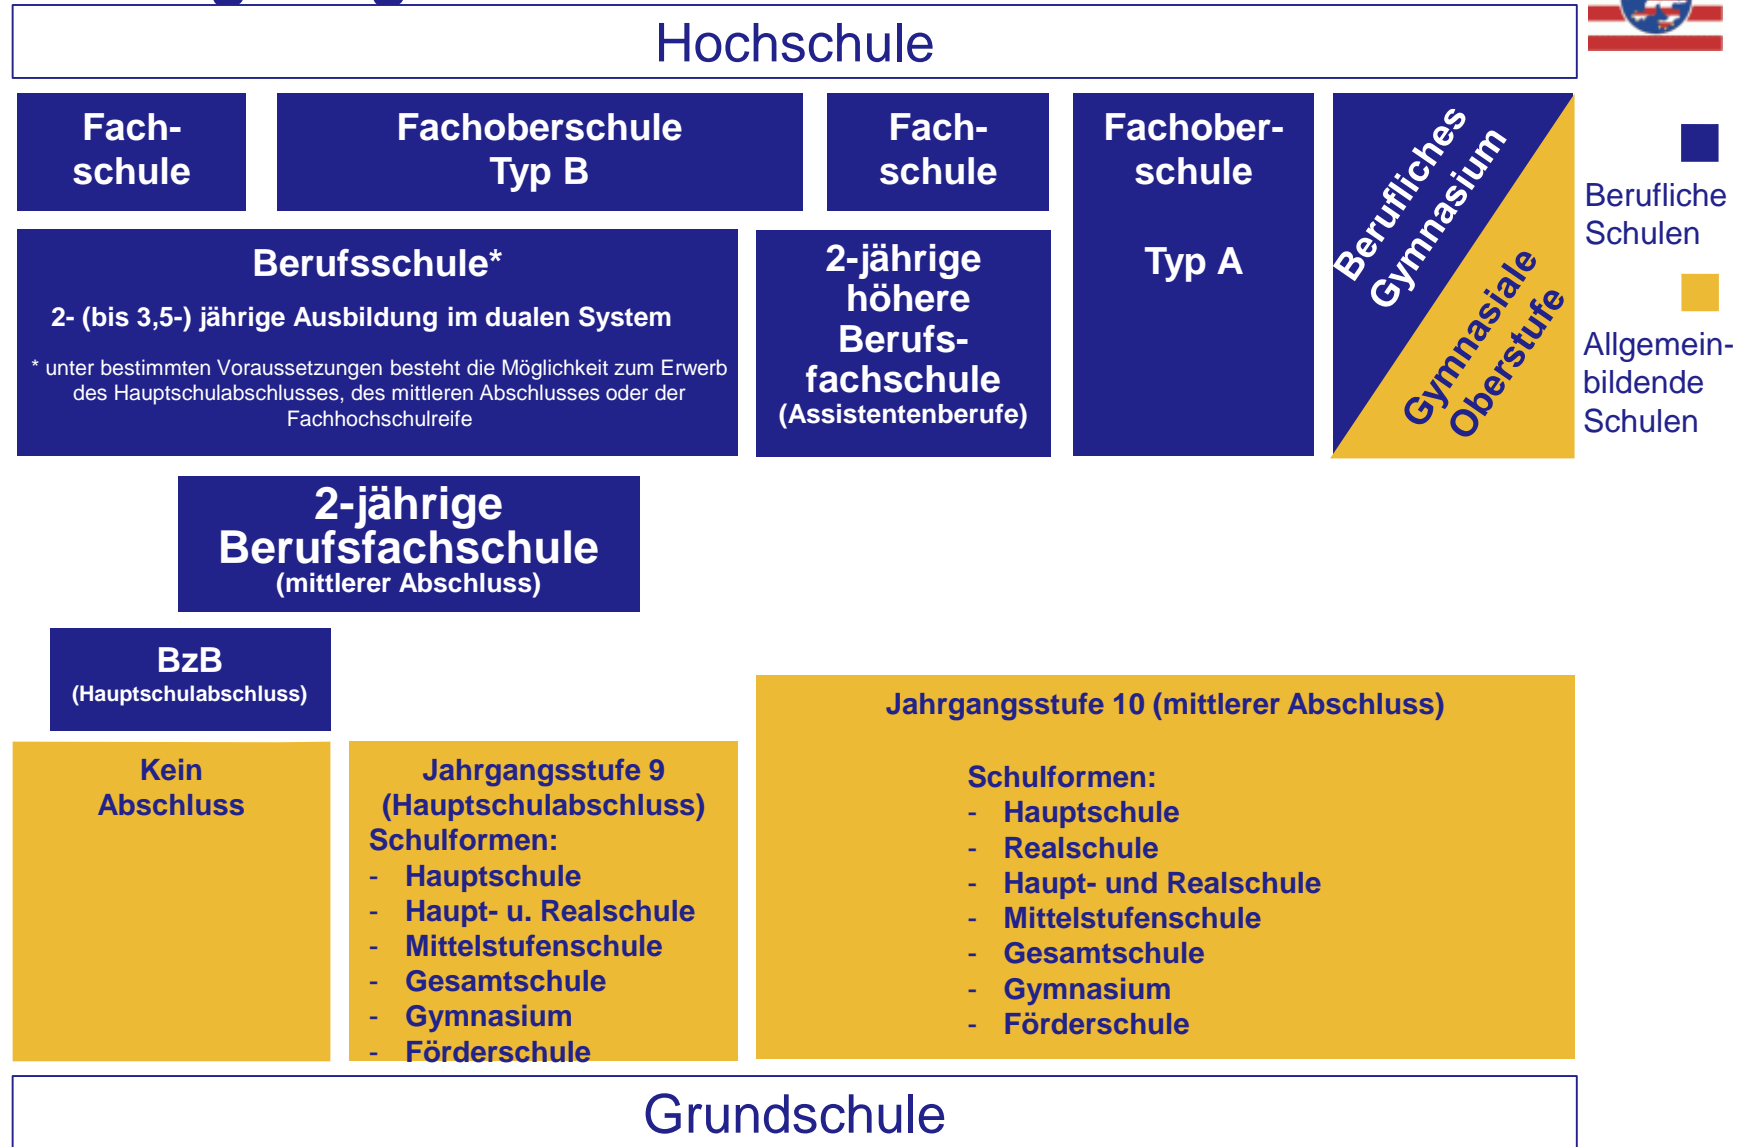 Hochschule
Fach-
schule
Fachoberschule
Typ B
Fach-
schule
Fachober-
schule
Typ A
Berufliches
Gymnasium
Gymnasiale
Oberstufe
Berufliche
Schulen
Allgemein-
bildende
Schulen
Berufsschule*
2- (bis 3,5-) jährige Ausbildung im dualen System
* unter bestimmten Voraussetzungen besteht die Möglichkeit zum Erwerb
des Hauptschulabschlusses, des mittleren Abschlusses oder der
Fachhochschulreife
2-jährige
höhere
Berufs-
fachschule
(Assistentenberufe)
2-jährige
Berufsfachschule
(mittlerer Abschluss)
BzB
(Hauptschulabschluss)
Kein
Abschluss
Jahrgangsstufe 9
(Hauptschulabschluss)
Schulformen:
- Hauptschule
- Haupt- u. Realschule
- Mittelstufenschule
- Gesamtschule
- Gymnasium
- Förderschule
Jahrgangsstufe 10 (mittlerer Abschluss)
Schulformen:
- Hauptschule
- Realschule
- Haupt- und Realschule
- Mittelstufenschule
- Gesamtschule
- Gymnasium
- Förderschule
Grundschule